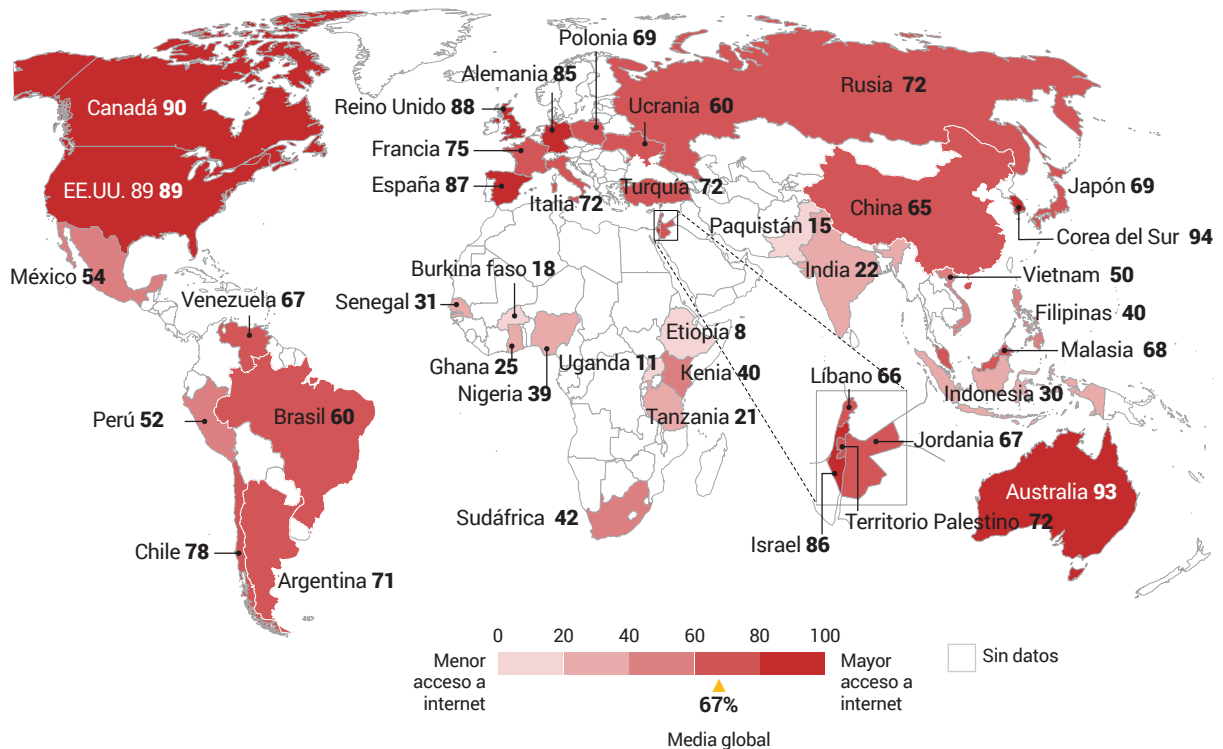 Polonia 69
Alemania 85
Rusia 72
Canadá 90
Reino Unido 88
Ucrania 60
Francia 75
EE.UU. 89 89
España 87
Turquía 72
Japón 69
Italia 72
China 65
Paquistán 15
Corea del Sur 94
México 54
Burkina faso 18
India 22
Vietnam 50
Venezuela 67
Senegal 31
Filipinas 40
Etiopía 8
Malasia 68
Ghana 25
Uganda 11
Kenia 40
Líbano 66
Nigeria 39
Indonesia 30
Perú 52
Brasil 60
Tanzania 21
Jordania 67
Australia 93
Sudáfrica 42
Territorio Palestino 72
Israel 86
Chile 78
Argentina 71
0 20 40 60 80 100
Menor
acceso a
internet
Mayor
acceso a
internet
Sin datos
67%
Media global